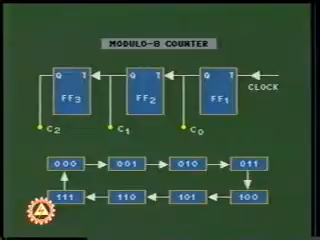 MODULO-8 COUNTER
Q T Q T Q T
FF3 FF2 FF1
CLOCK
C2 C1 C0
000 001 010 011
111 110 101 100